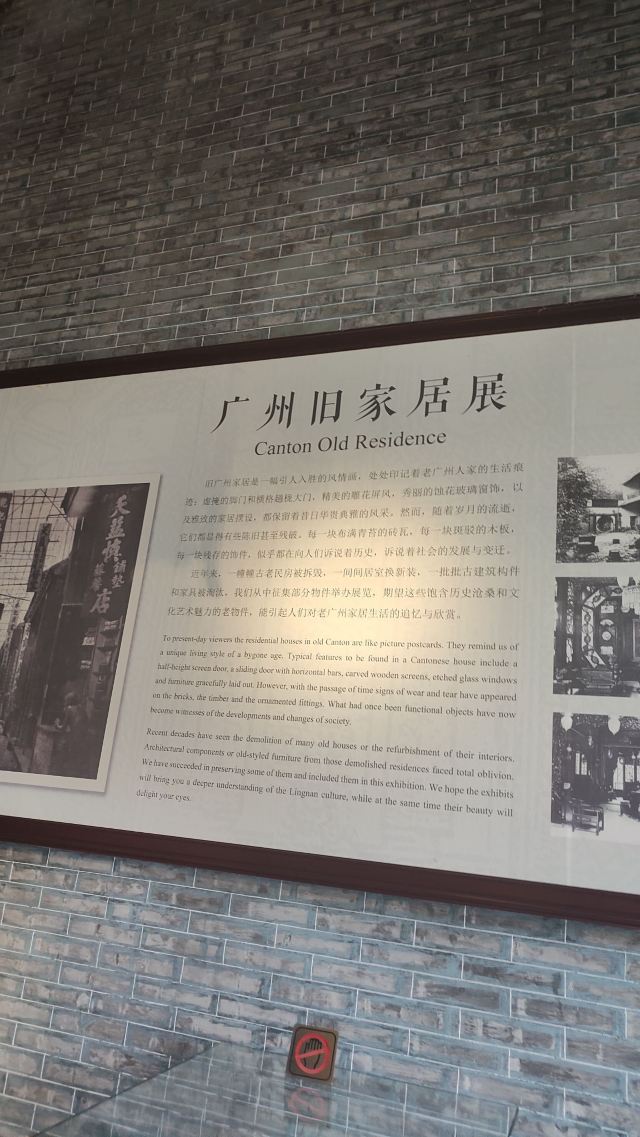 广州旧家居展
Canton Old Residence
旧广州家居是一幅引人入胜的风情画，处处印记着老广州人家的生活痕
迹：虚掩的脚门和横格趟栊大门，精美的雕花屏风，秀丽的蚀花玻璃窗饰，以
及雅致的家居摆设，都保留着昔日华贵典雅的风采。然而，随着岁月的流逝，
它们都显得有些陈旧甚至残破。每一块布满青苔的砖瓦，每一块斑驳的木板，
每一块残存的饰件，似乎都在向人们诉说着历史，诉说着社会的发展与变迁。
近年来，一幢幢古老民房被拆毁，一间间居室换新装，一批批古建筑构件
和家具被淘汰，我们从中征集部分物件举办展览，期望这些饱含历史沧桑和文
化艺术魅力的老物件，能引起人们对老广州家居生活的追忆与欣赏。
To present-day viewers the residential houses in old Canton are like picture postcards. They remind us of
a unique living style of a bygone age. Typical features to be found in a Cantonese house include a
half-height screen door, a sliding door with horizontal bars, carved wooden screens, etched glass windows
and furniture gracefully laid out. However, with the passage of time signs of wear and tear have appeared
on the bricks, the timber and the ornamented fittings. What had once been functional objects have now
become witnesses of the developments and changes of society.
Recent decades have seen the demolition of many old houses or the refurbishment of their interiors.
Architectural components or old-styled furniture from those demolished residences faced total oblivion.
We have succeeded in preserving some of them and included them in this exhibition. We hope the exhibits
will bring you a deeper understanding of the Lingnan culture, while at the same time their beauty will
delight your eyes.